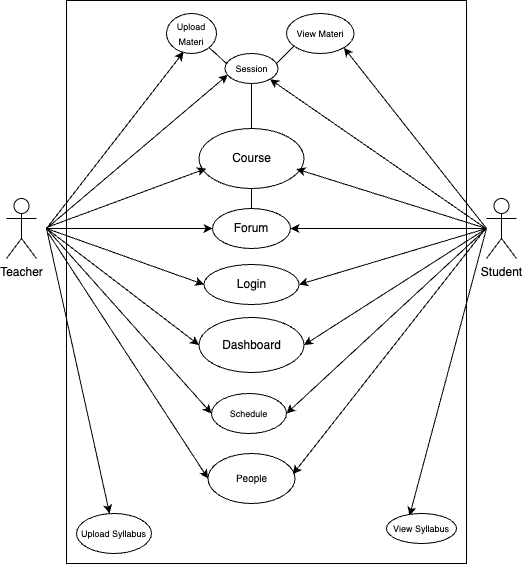 Upload
Materi
View Materi
Session
Course
Forum
Teacher
Student
Login
Dashboard
Schedule
People
Upload Syllabus
View Syllabus